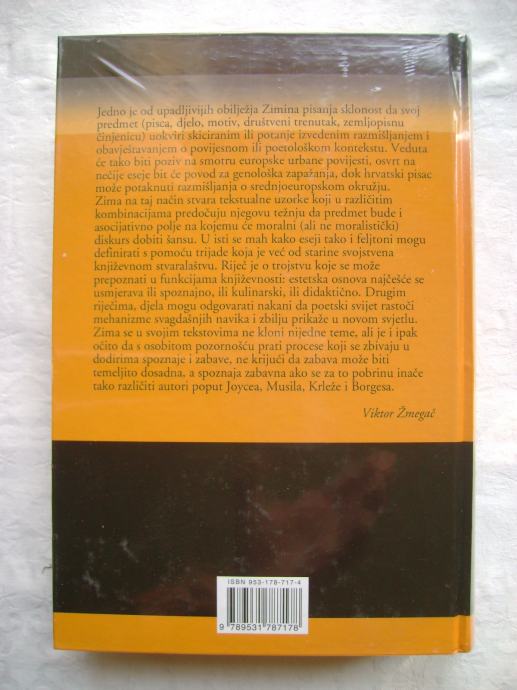 Jedno je od upadljivijih obilježja Zimina pisanja sklonost da svoj
predmet (pisca, djelo, motiv, društveni trenutak, zemljopisnu
činjenicu) uokviri skiciranim ili potanje izvedenim razmišljanjem i
obavještavanjem o povijesnom ili poetološkom kontekstu. Veduta
će tako biti poziv na smotru europske urbane povijesti, osvrt na
nečije eseje bit će povod za genološka zapažanja, dok hrvatski pisac
može potaknuti razmišljanja o srednjoeuropskom okružju.
Zima na taj način stvara tekstualne uzorke koji u različitim
kombinacijama predočuju njegovu težnju da predmet bude i
asocijativno polje na kojemu će moralni (ali ne moralistički)
diskurs dobiti šansu. U isti se mah kako eseji tako i feljtoni mogu
definirati s pomoću trijade koja je već od starine svojstvena
književnom stvaralaštvu. Riječ je o trojstvu koje se može
prepoznati u funkcijama književnosti: estetska osnova najčešće se
usmjerava ili spoznajno, ili kulinarski, ili didaktično. Drugim
riječima, djela mogu odgovarati nakani da poetski svijet rastoči
mehanizme svagdašnjih navika i zbilju prikaže u novom svjetlu.
Zima se u svojim tekstovima ne kloni nijedne teme, ali je i ipak
očito da s osobitom pozornošću prati procese koji se zbivaju u
dodirima spoznaje i zabave, ne krijući da zabava može biti
temeljito dosadna, a spoznaja zabavna ako se za to pobrinu inače
tako različiti autori poput Joycea, Musila, Krleže i Borgesa.
Viktor Žmegač
ISBN 953-178-717-4
9 789531 787178